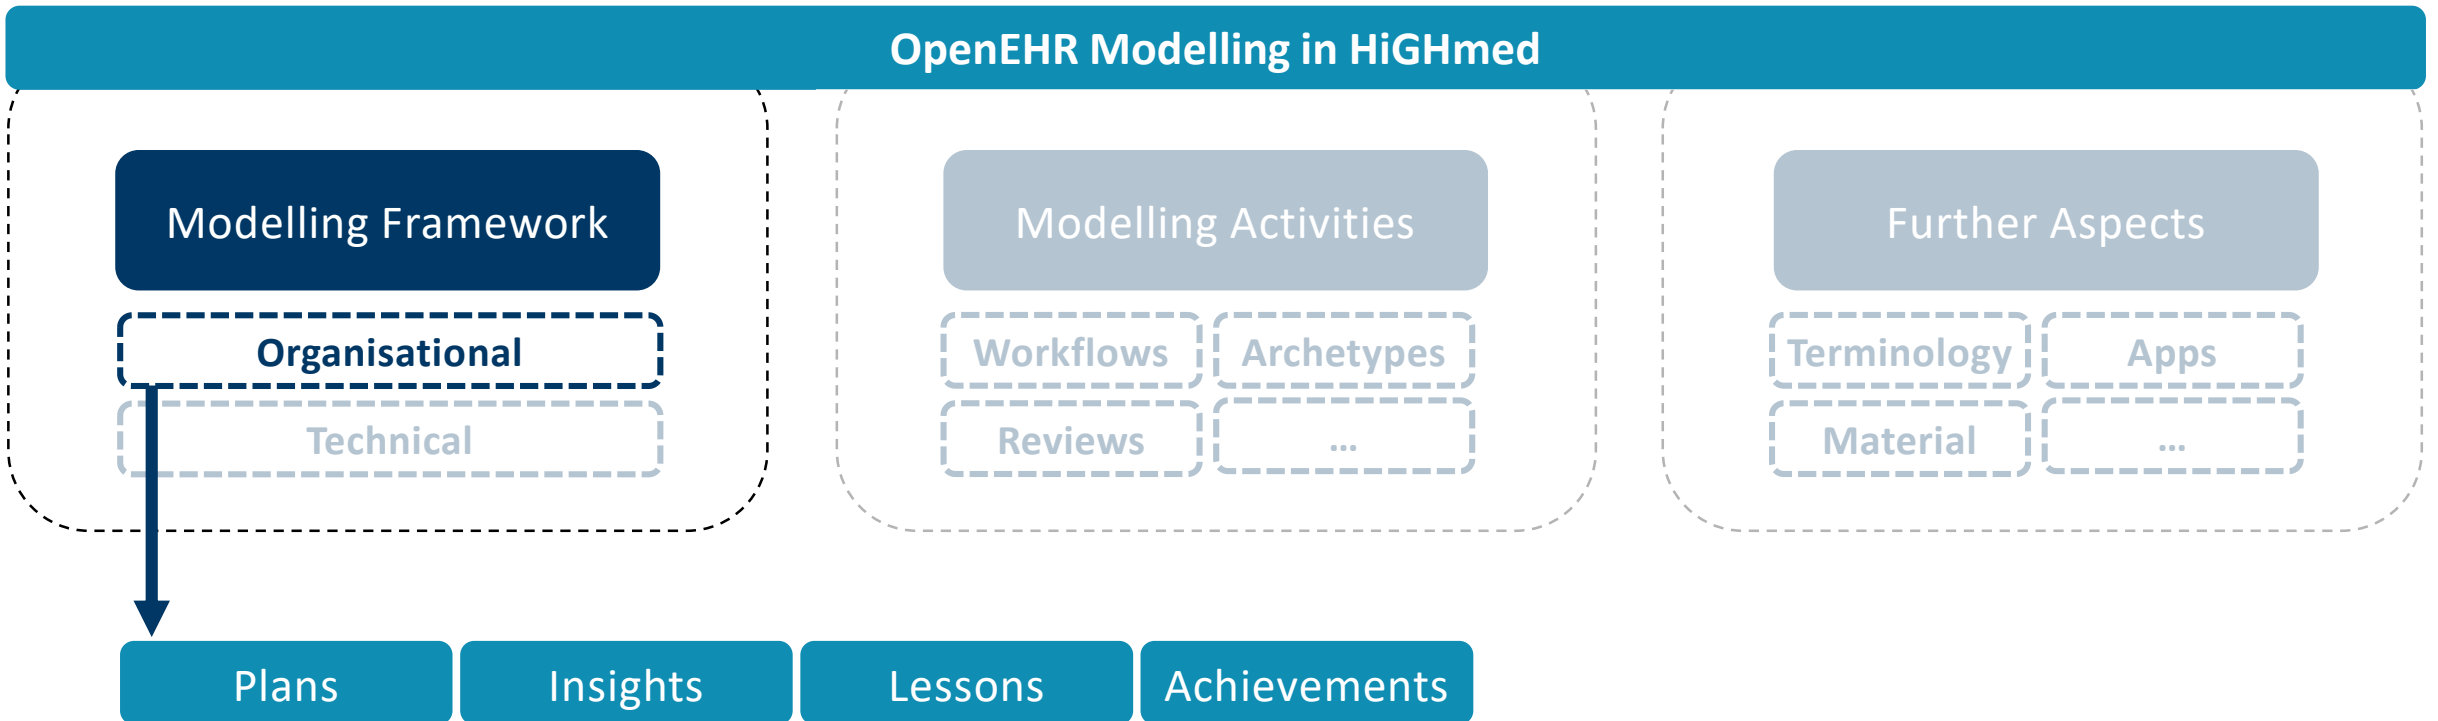 OpenEHR Modelling in HiGHmed
Modelling Framework
Organisational
Technical
Modelling Activities
Workflows
Archetypes
Reviews
...
Further Aspects
Terminology
Apps
Material
...
Plans
Insights
Lessons
Achievements